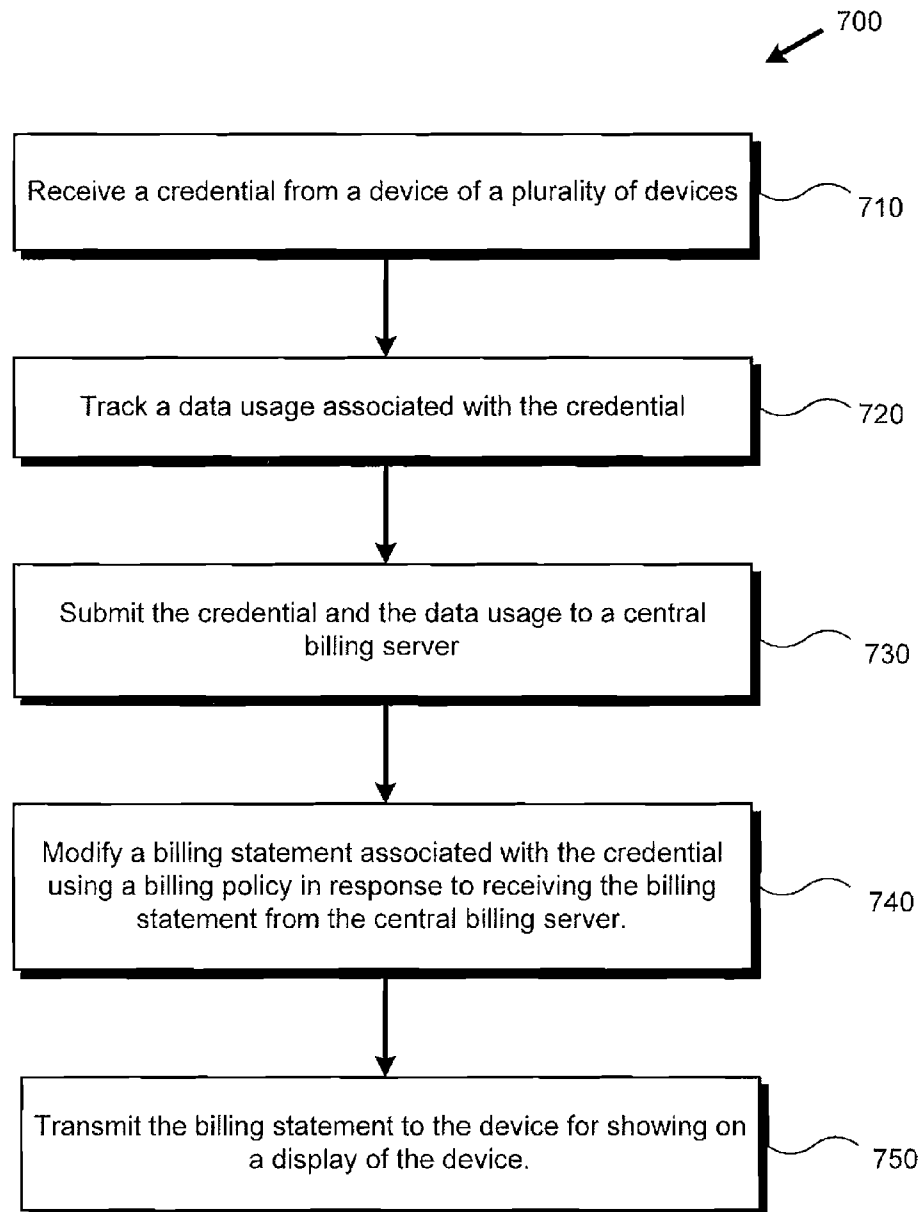 700
Receive a credential from a device of a plurality of devices
710
Track a data usage associated with the credential
720
Submit the credential and the data usage to a central
billing server
730
Modify a billing statement associated with the credential
using a billing policy in response to receiving the billing
statement from the central billing server.
740
Transmit the billing statement to the device for showing on
a display of the device.
750